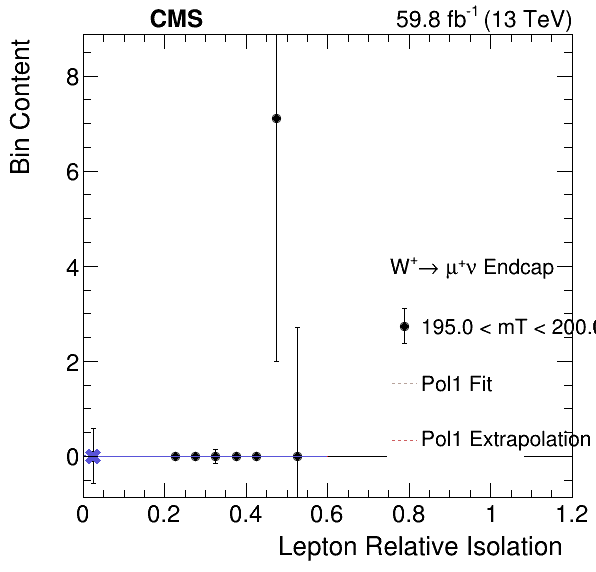 CMS 59.8 fb⁻¹ (13 TeV)
Bin Content
8
6
4
2
0
W⁺→ μ⁺ν Endcap
195.0 < mT < 200.0
Pol1 Fit
Pol1 Extrapolation
0 0.2 0.4 0.6 0.8 1 1.2
Lepton Relative Isolation